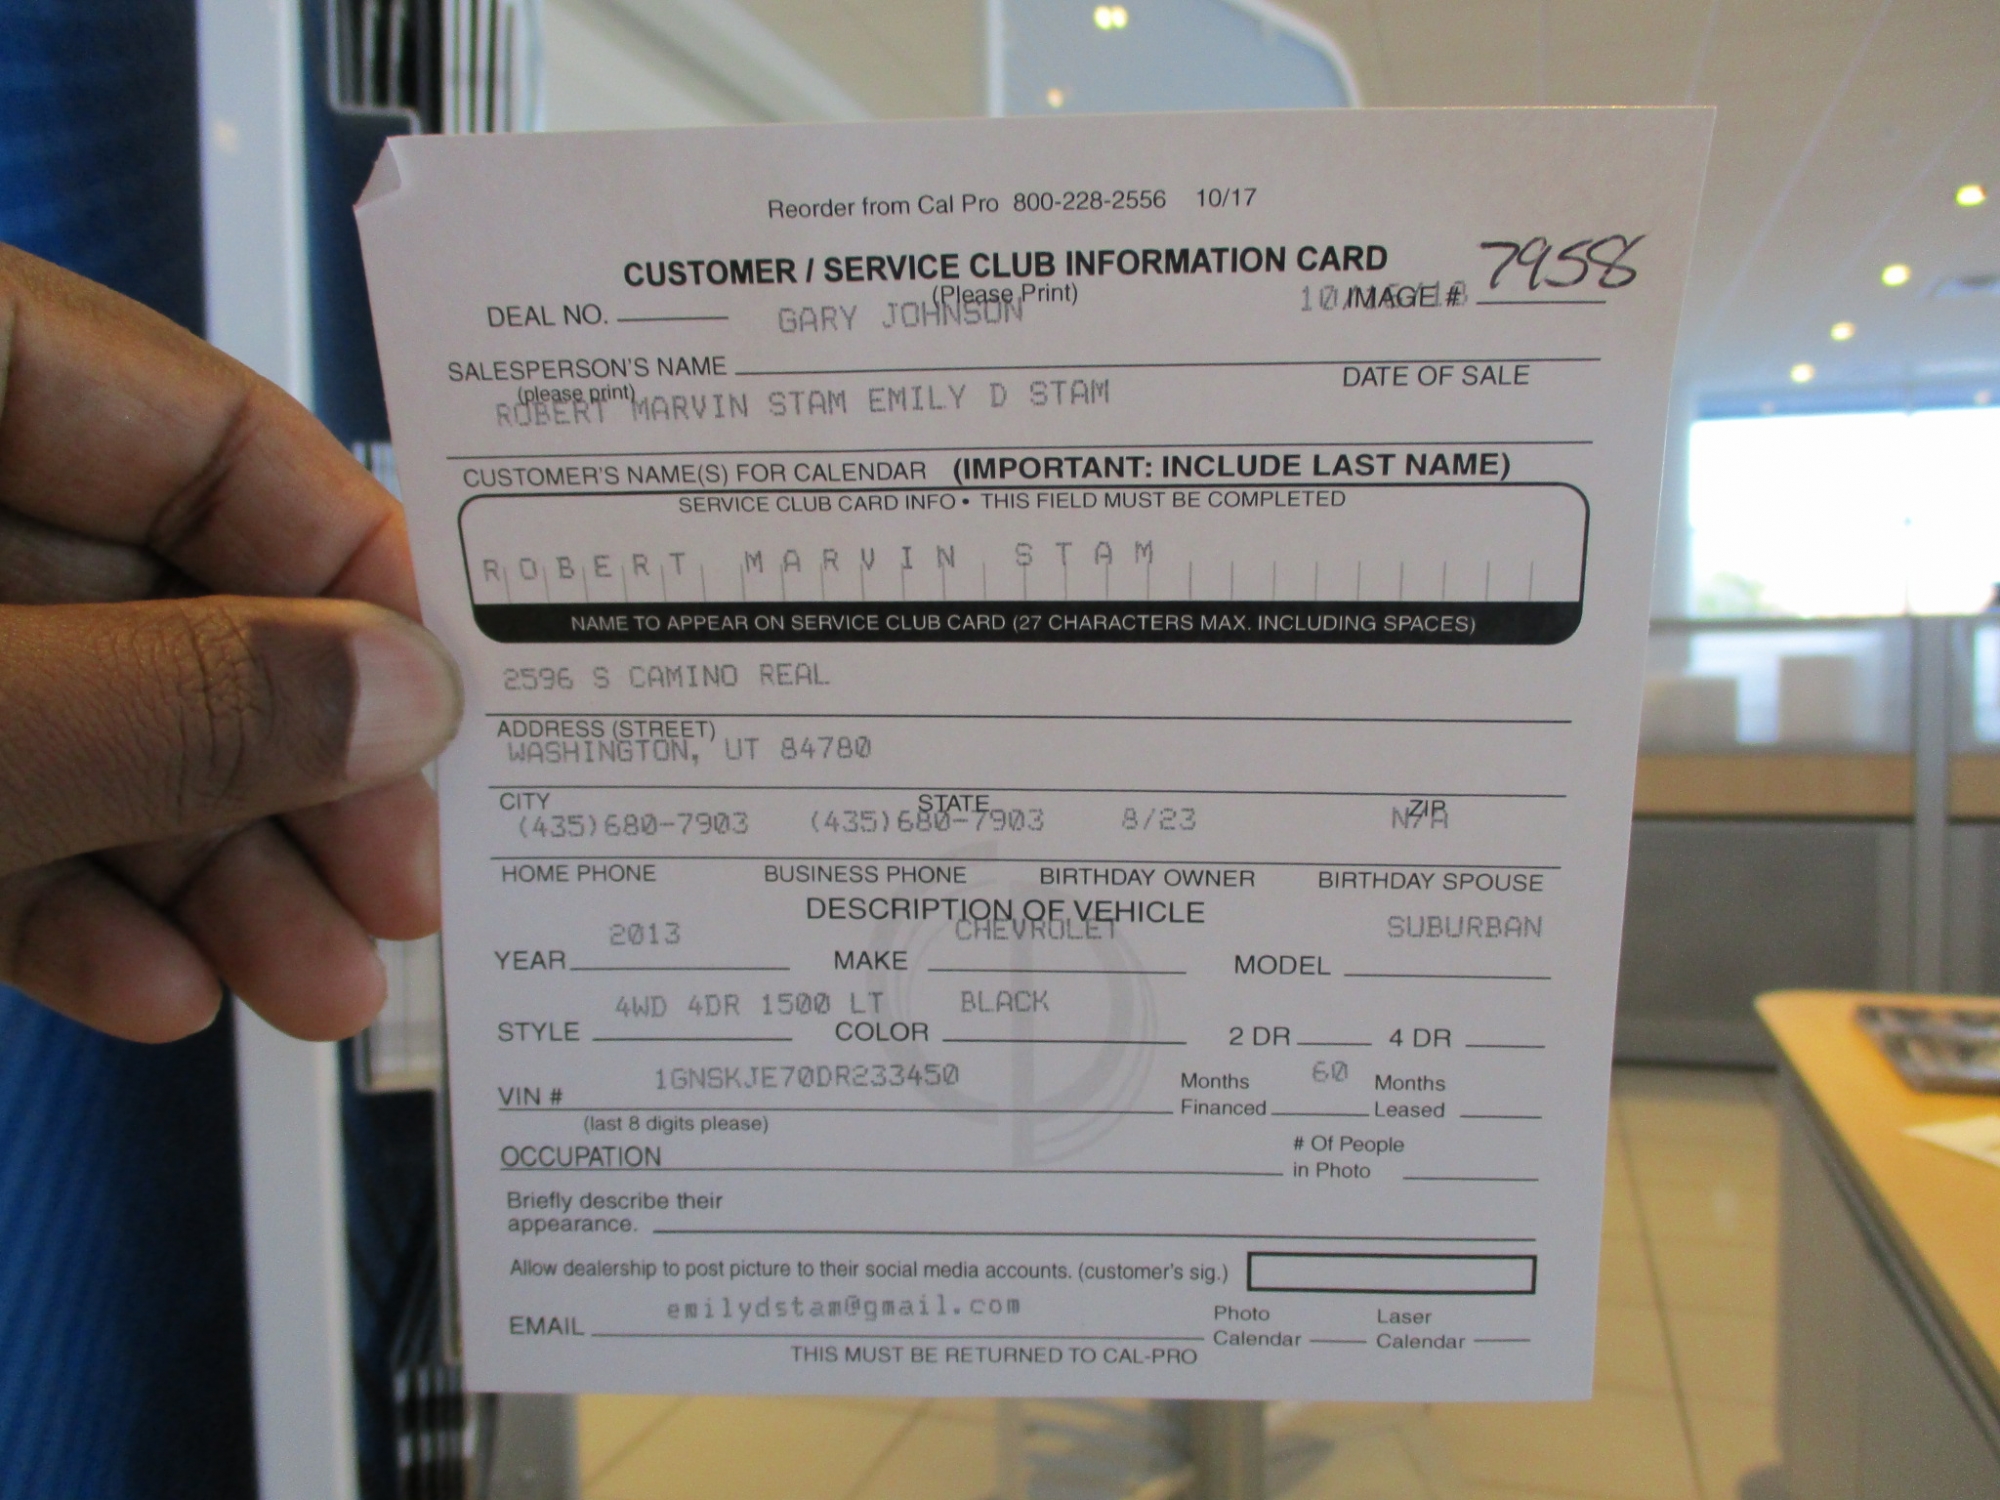 Reorder from Cal Pro 800-228-2556 10/17
CUSTOMER / SERVICE CLUB INFORMATION CARD
7958
(Please Print)
DEAL NO. GARY JOHNSON IMAGE #
SALESPERSON'S NAME DATE OF SALE
(please print)
ROBERT MARVIN STAM EMILY D STAM
CUSTOMER'S NAME(S) FOR CALENDAR (IMPORTANT: INCLUDE LAST NAME)
SERVICE CLUB CARD INFO • THIS FIELD MUST BE COMPLETED
ROBERT MARVIN STAM
NAME TO APPEAR ON SERVICE CLUB CARD (27 CHARACTERS MAX. INCLUDING SPACES)
2596 S CAMINO REAL
ADDRESS (STREET)
WASHINGTON, UT 84780
CITY STATE ZIP
(435)680-7903 (435)680-7903 8/23 N/A
HOME PHONE BUSINESS PHONE BIRTHDAY OWNER BIRTHDAY SPOUSE
DESCRIPTION OF VEHICLE
2013 CHEVROLET SUBURBAN
YEAR MAKE MODEL
4WD 4DR 1500 LT BLACK
STYLE COLOR 2 DR 4 DR
1GNSKJE70DR233450 60
VIN # Months Financed Months Leased
(last 8 digits please)
OCCUPATION # Of People in Photo
Briefly describe their
appearance.
Allow dealership to post picture to their social media accounts. (customer's sig.)
emilydstam@gmail.com
EMAIL Photo Calendar Laser Calendar
THIS MUST BE RETURNED TO CAL-PRO